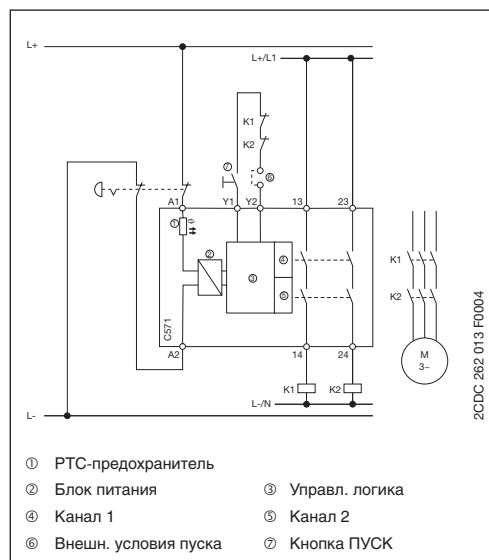 L+
L+/L1
K1
K2
⑦
⑥
A1
Y1
Y2
13
23
①
②
③
④
⑤
K1
K2
C571
A2
14
24
M
3~
K1
K2
L-/N
L-
2CDC 262 013 F0004
① PTC-предохранитель
② Блок питания
③ Управл. логика
④ Канал 1
⑤ Канал 2
⑥ Внешн. условия пуска
⑦ Кнопка ПУСК